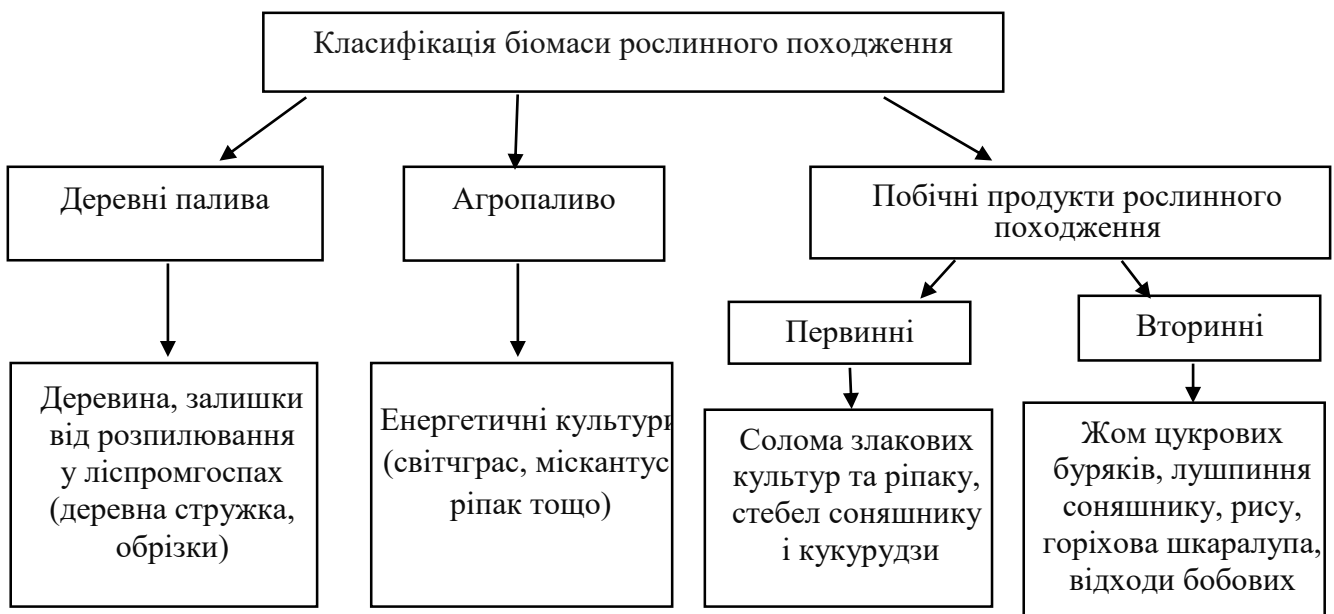 Класифікація біомаси рослинного походження
Деревні палива
Агропаливо
Побічні продукти рослинного
походження
Первинні
Вторинні
Деревина, залишки
від розпилювання
у ліспромгоспах
(деревна стружка,
обрізки)
Енергетичні культури
(світчграс, міскантус
ріпак тощо)
Солома злакових
культур та ріпаку,
стебел соняшнику
і кукурудзи
Жом цукрових
буряків, лушпиння
соняшнику, рису,
горіхова шкаралупа,
відходи бобових